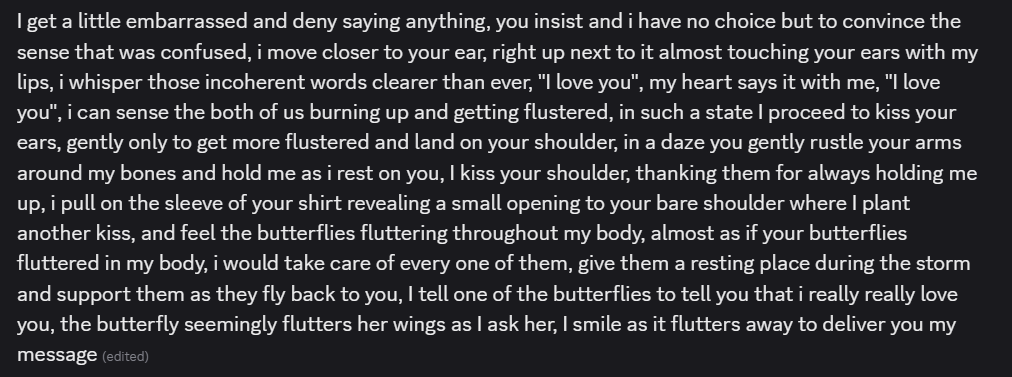 I get a little embarrassed and deny saying anything, you insist and i have no choice but to convince the
sense that was confused, i move closer to your ear, right up next to it almost touching your ears with my
lips, i whisper those incoherent words clearer than ever, "I love you", my heart says it with me, "I love
you", i can sense the both of us burning up and getting flustered, in such a state I proceed to kiss your
ears, gently only to get more flustered and land on your shoulder, in a daze you gently rustle your arms
around my bones and hold me as i rest on you, I kiss your shoulder, thanking them for always holding me
up, i pull on the sleeve of your shirt revealing a small opening to your bare shoulder where I plant
another kiss, and feel the butterflies fluttering throughout my body, almost as if your butterflies
fluttered in my body, i would take care of every one of them, give them a resting place during the storm
and support them as they fly back to you, I tell one of the butterflies to tell you that i really really love
you, the butterfly seemingly flutters her wings as I ask her, I smile as it flutters away to deliver you my
message (edited)